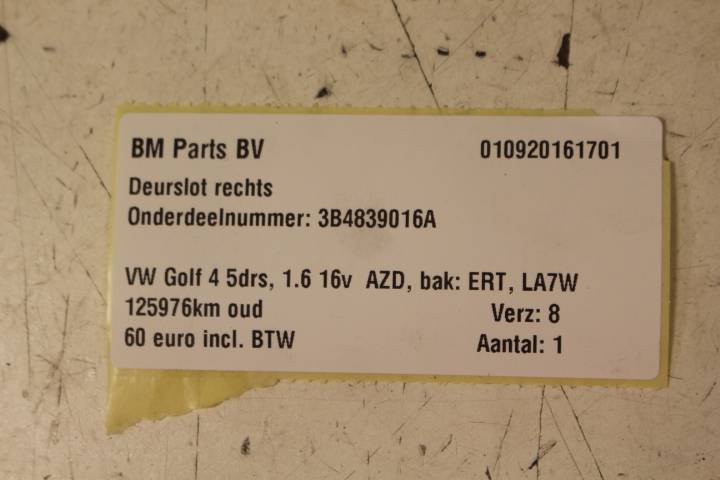 BM Parts BV 010920161701
Deurslot rechts
Onderdeelnummer: 3B4839016A
VW Golf 4 5drs, 1.6 16v AZD, bak: ERT, LA7W
125976km oud Verz: 8
60 euro incl. BTW Aantal: 1